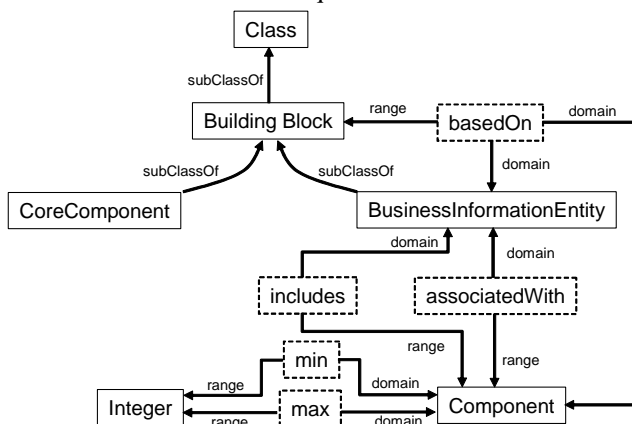 Class
subClassOf
Building Block
range
basedOn
domain
domain
subClassOf
subClassOf
CoreComponent
BusinessInformationEntity
domain
domain
includes
associatedWith
range
range
min
range
domain
Integer
max
Component
range
domain